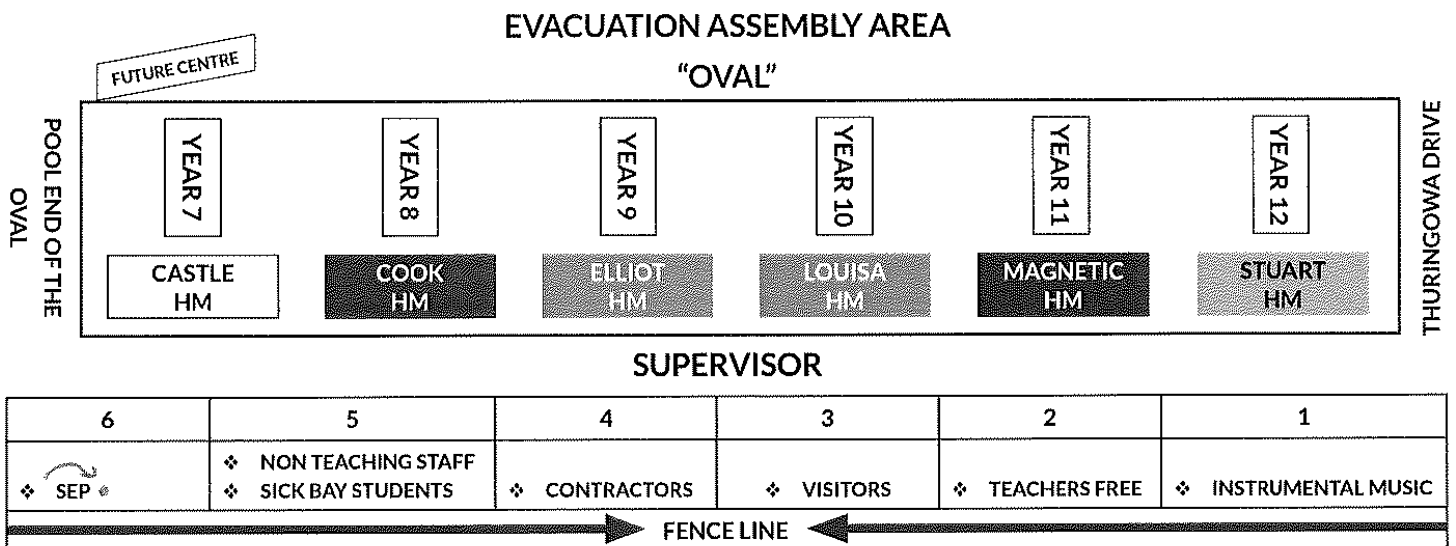 EVACUATION ASSEMBLY AREA
FUTURE CENTRE
"OVAL"
POOL END OF THE
OVAL
YEAR 7
YEAR 8
YEAR 9
YEAR 10
YEAR 11
YEAR 12
THURINGOWA DRIVE
CASTLE
HM
COOK
HM
ELLIOT
HM
LOUISA
HM
MAGNETIC
HM
STUART
HM
SUPERVISOR
6
5
4
3
2
1
❖ SEP
❖ NON TEACHING STAFF
❖ SICK BAY STUDENTS
❖ CONTRACTORS
❖ VISITORS
❖ TEACHERS FREE
❖ INSTRUMENTAL MUSIC
FENCE LINE